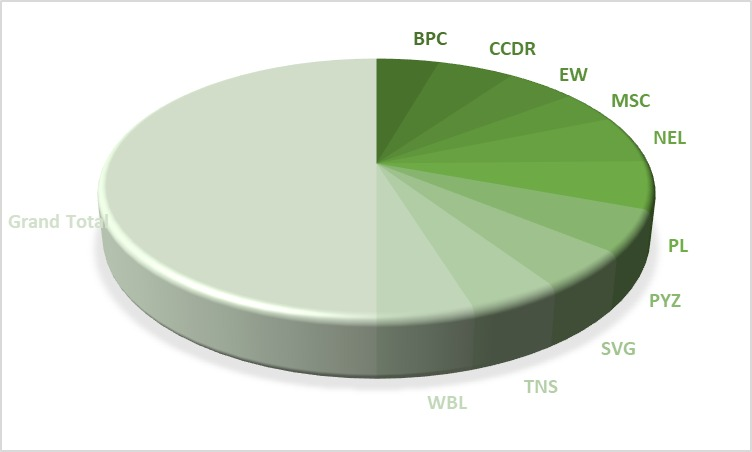 BPC
CCDR
EW
MSC
NEL
PL
PYZ
SVG
TNS
WBL
Grand Total